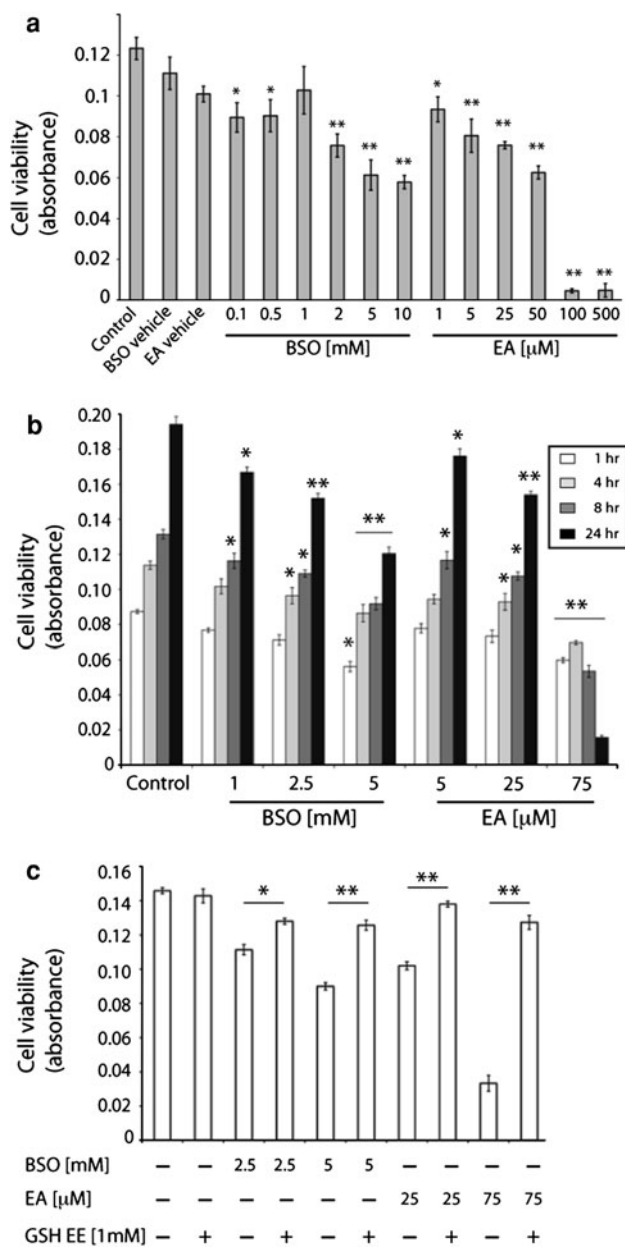 a
Cell viability
(absorbance)
0.12
0.1
0.08
0.06
0.04
0.02
0
* * ** ** ** * ** ** ** ** **
Control BSO vehicle EA vehicle 0.1 0.5 1 2 5 10 1 5 25 50 100 500
BSO [mM] EA [µM]
b
Cell viability
(absorbance)
0.20
0.18
0.16
0.14
0.12
0.10
0.08
0.06
0.04
0.02
0
1 hr
4 hr
8 hr
24 hr
* * ** * * ** * * * ** * * **
Control 1 2.5 5 5 25 75
BSO [mM] EA [µM]
c
Cell viability
(absorbance)
0.16
0.14
0.12
0.10
0.08
0.06
0.04
0.02
0
* ** ** **
BSO [mM] – – 2.5 2.5 5 5 – – – –
EA [µM] – – – – – – 25 25 75 75
GSH EE [1mM] – + – + – + – + – +